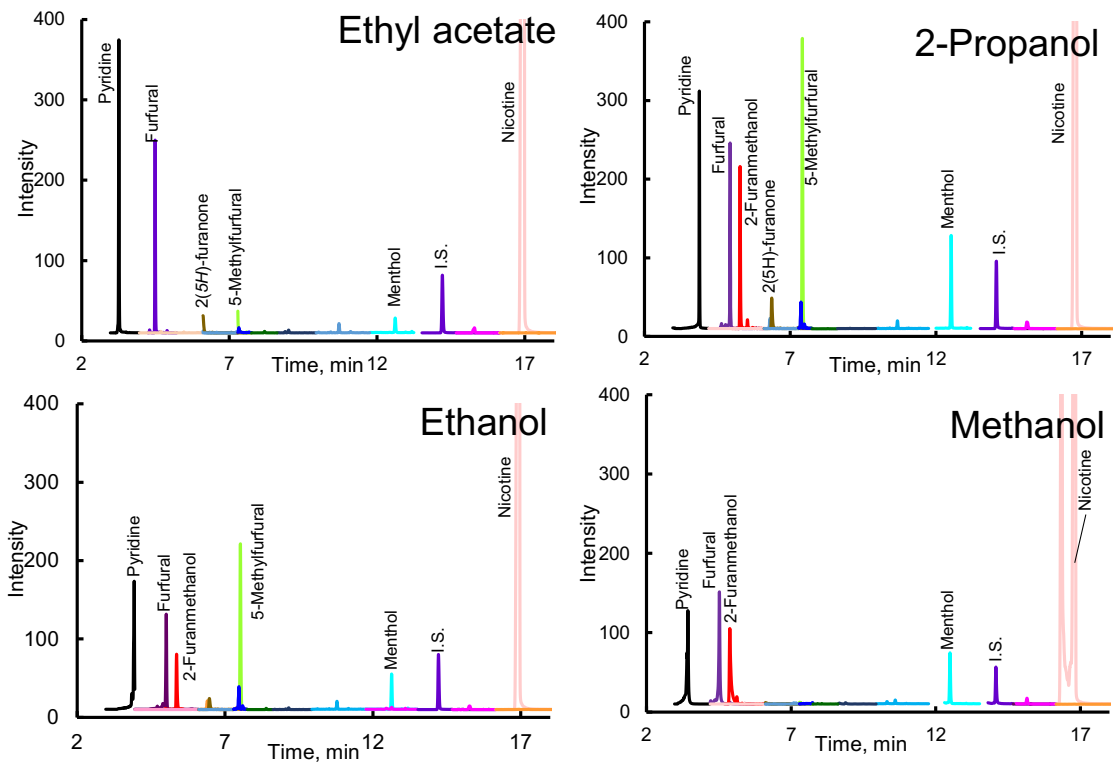 Ethyl acetate
400
300
200
100
0
Intensity
Pyridine
Furfural
2(5H)-furanone
5-Methylfurfural
Menthol
I.S.
Nicotine
2
7
12
17
Time, min
2-Propanol
400
300
200
100
0
Intensity
Pyridine
Furfural
2-Furanmethanol
2(5H)-furanone
5-Methylfurfural
Menthol
I.S.
Nicotine
2
7
12
17
Time, min
Ethanol
400
300
200
100
0
Intensity
Pyridine
Furfural
2-Furanmethanol
5-Methylfurfural
Menthol
I.S.
Nicotine
2
7
12
17
Time, min
Methanol
400
300
200
100
0
Intensity
Pyridine
Furfural
2-Furanmethanol
Menthol
I.S.
Nicotine
2
7
12
17
Time, min